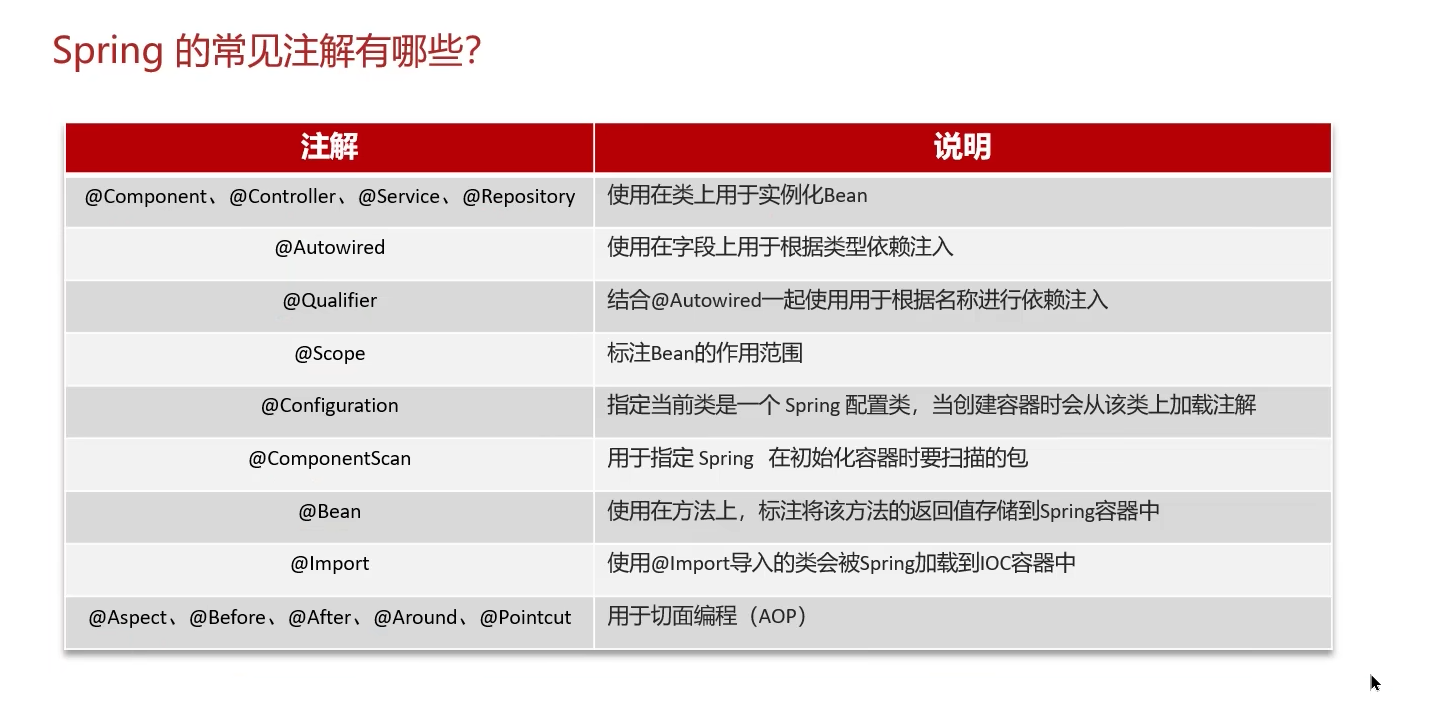 Spring 的常见注解有哪些?
注解 说明
@Component、@Controller、@Service、@Repository 使用在类上用于实例化Bean
@Autowired 使用在字段上用于根据类型依赖注入
@Qualifier 结合@Autowired一起使用用于根据名称进行依赖注入
@Scope 标注Bean的作用范围
@Configuration 指定当前类是一个 Spring 配置类，当创建容器时会从该类上加载注解
@ComponentScan 用于指定 Spring 在初始化容器时要扫描的包
@Bean 使用在方法上，标注将该方法的返回值存储到Spring容器中
@Import 使用@Import导入的类会被Spring加载到IOC容器中
@Aspect、@Before、@After、@Around、@Pointcut 用于切面编程（AOP）